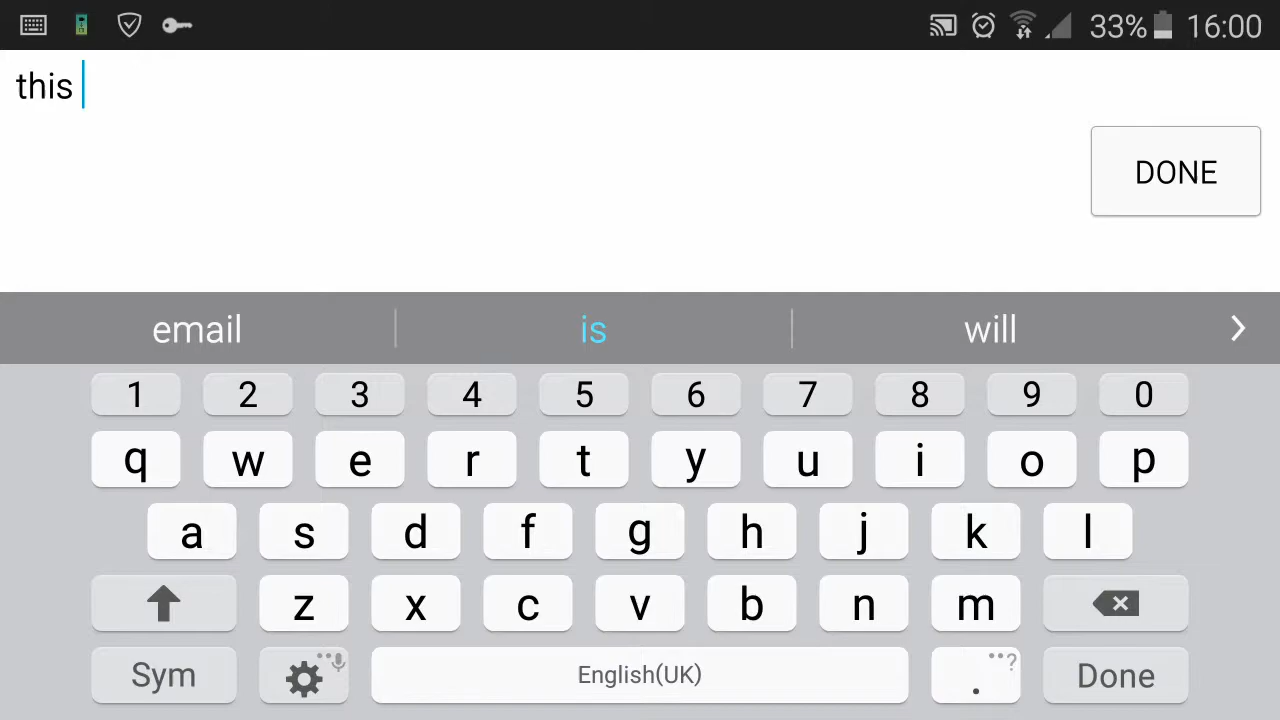 33% 16:00
this
DONE
email is will
1 2 3 4 5 6 7 8 9 0
q w e r t y u i o p
a s d f g h j k l
z x c v b n m
Sym English(UK) . ? Done